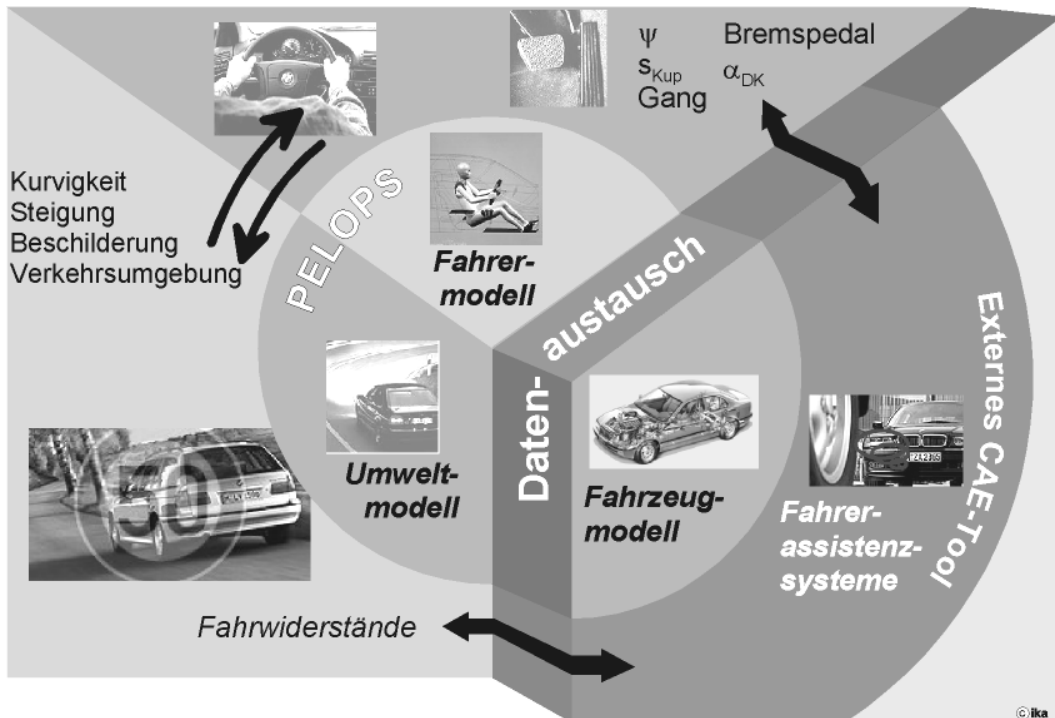 ψ Bremspedal
s_Kup α_DK
Gang
Kurvigkeit
Steigung
Beschilderung
Verkehrsumgebung
PELOPS
Fahrer-
modell
Daten-
austausch
Umwelt-
modell
Fahrzeug-
modell
Fahrer-
assistenz-
systeme
Externes CAE-Tool
50
Fahrwiderstände
©ika